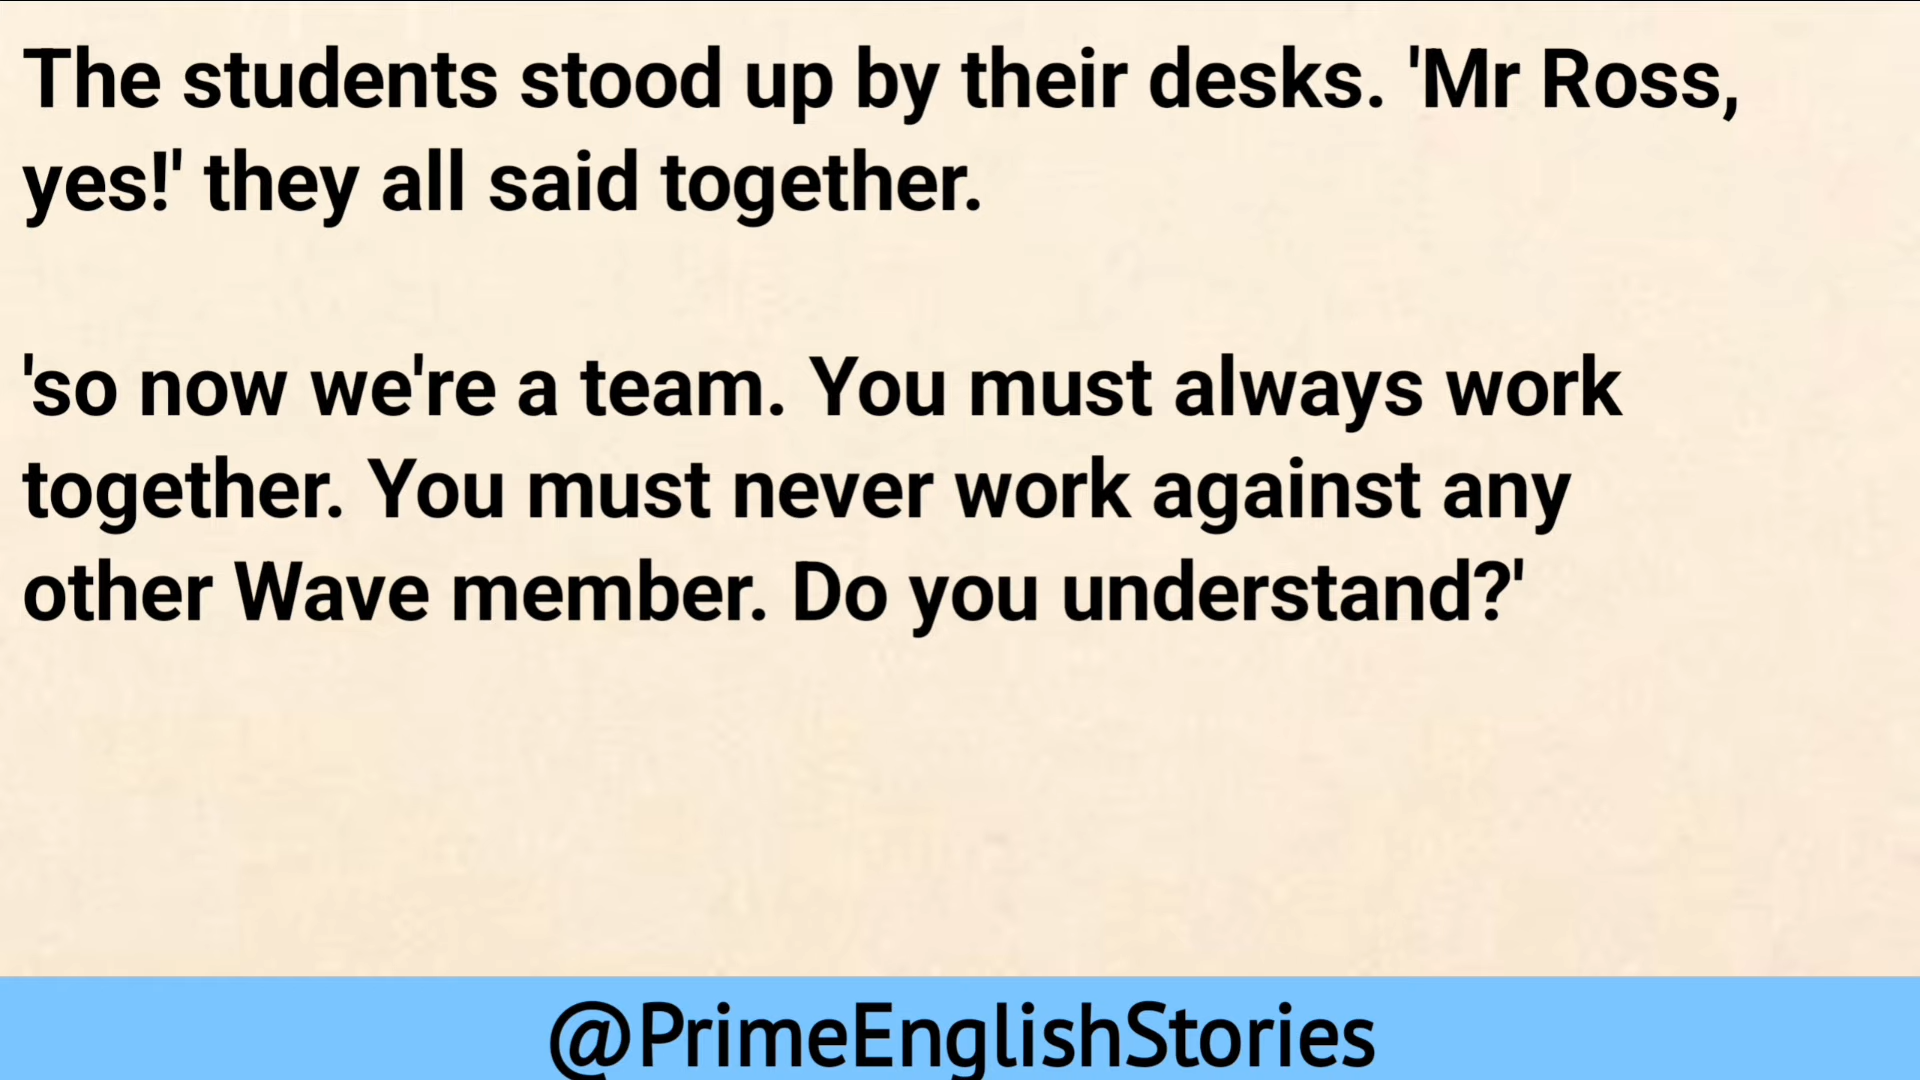 The students stood up by their desks. 'Mr Ross,
yes!' they all said together.
'so now we're a team. You must always work
together. You must never work against any
other Wave member. Do you understand?'
@PrimeEnglishStories